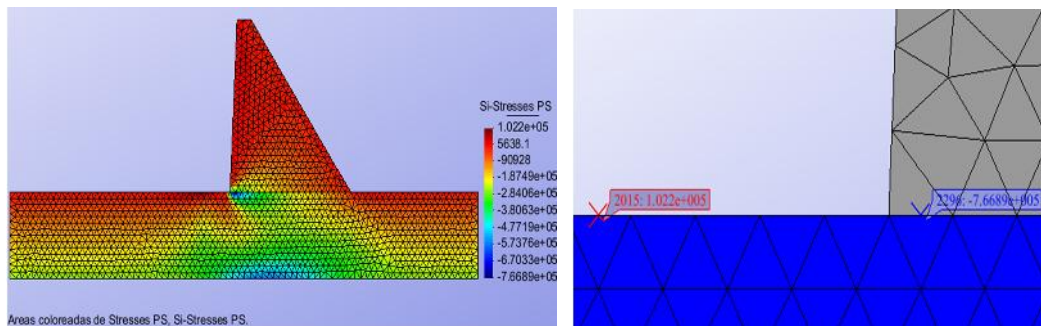 Si-Stresses PS
1.022e+05
5638.1
-90928
-1.8749e+05
-2.8406e+05
-3.8063e+05
-4.7719e+05
-5.7376e+05
-6.7033e+05
-7.6689e+05
Areas coloreadas de Stresses PS, Si-Stresses PS.
2015: 1.022e+005
2296: -7.6689e+005